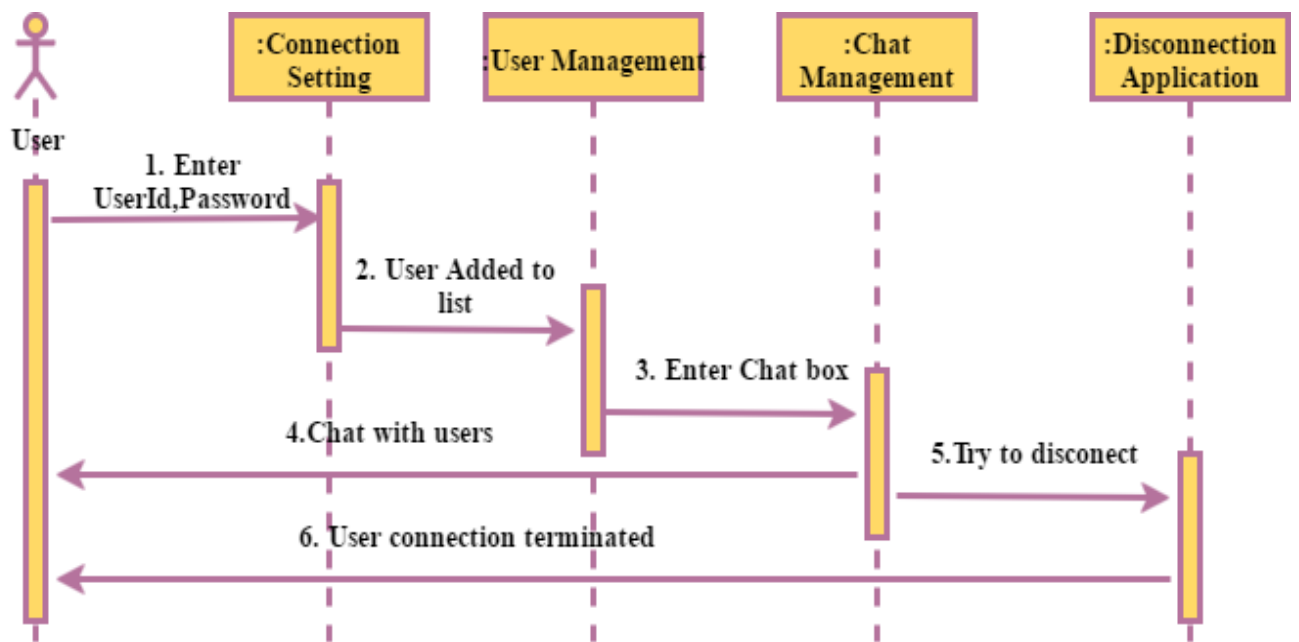 :Connection
Setting
:User Management
:Chat
Management
:Disconnection
Application
User
1. Enter
UserId,Password
2. User Added to
list
3. Enter Chat box
4.Chat with users
5.Try to disconect
6. User connection terminated